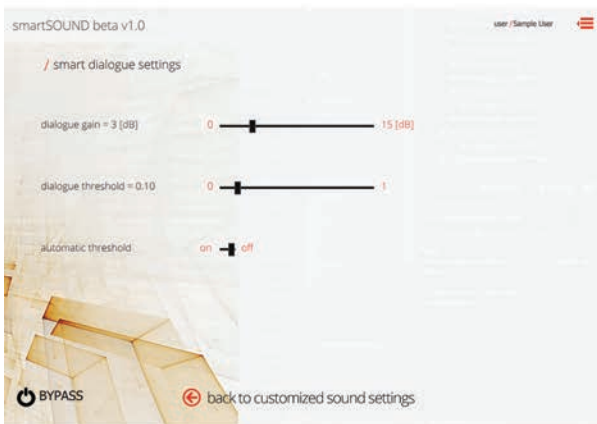 smartSOUND beta v1.0
user /Sample User
/ smart dialogue settings
dialogue gain = 3 [dB] 0 15 [dB]
dialogue threshold = 0.10 0 1
automatic threshold on off
BYPASS back to customized sound settings